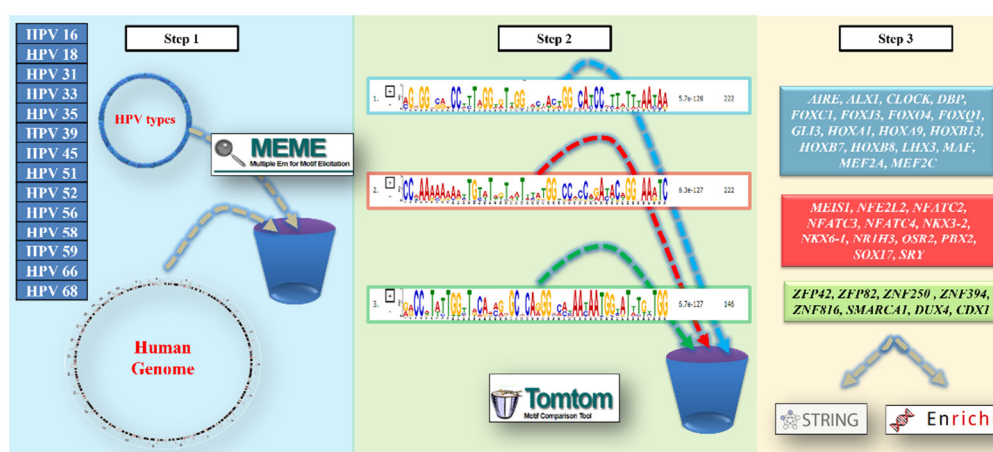 HPV 16
HPV 18
HPV 31
HPV 33
HPV 35
HPV 39
HPV 45
HPV 51
HPV 52
HPV 56
HPV 58
HPV 59
HPV 66
HPV 68
Step 1
HPV types
MEME
Multiple Em for Motif Elicitation
Human
Genome
Step 2
1.
5.7e-128
222
2.
6.3e-127
222
3.
6.7e-127
146
Tomtom
Motif Comparison Tool
Step 3
AIRE, ALX1, CLOCK, DBP,
FOXC1, FOXJ3, FOXO4, FOXQ1,
GLI3, HOXA1, HOXA9, HOXB13,
HOXB7, HOXB8, LHX3, MAF,
MEF2A, MEF2C
MEIS1, NFE2L2, NFATC2,
NFATC3, NFATC4, NKX3-2,
NKX6-1, NR1H3, OSR2, PBX2,
SOX17, SRY
ZFP42, ZFP82, ZNF250 , ZNF394,
ZNF816, SMARCA1, DUX4, CDX1
STRING
Enrich